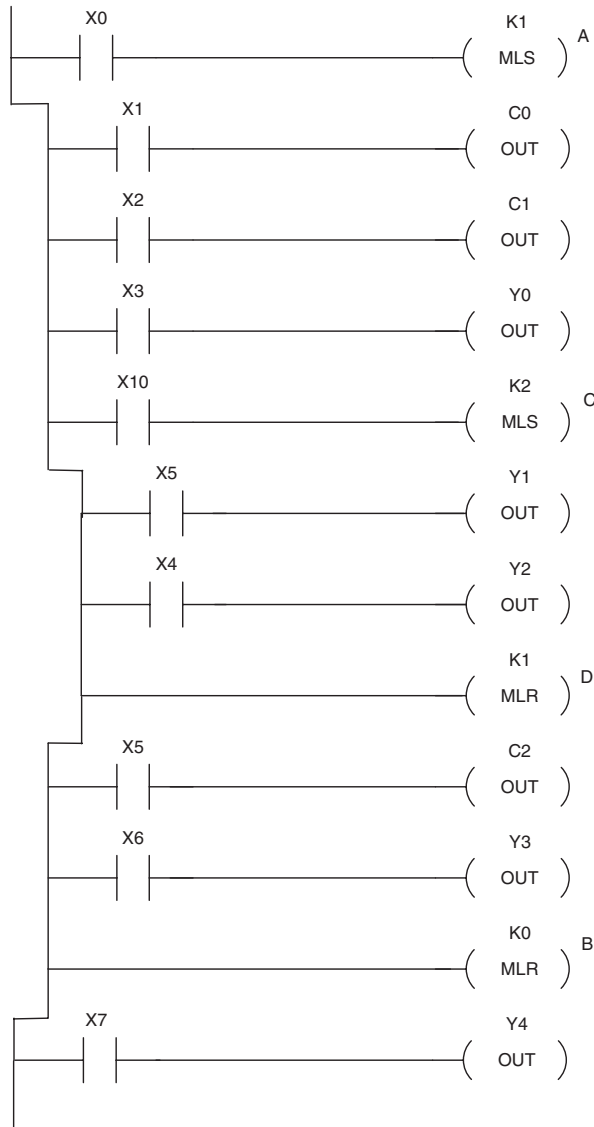 X0 K1
MLS A
X1 C0
OUT
X2 C1
OUT
X3 Y0
OUT
X10 K2
MLS C
X5 Y1
OUT
X4 Y2
OUT
K1
MLR D
X5 C2
OUT
X6 Y3
OUT
K0
MLR B
X7 Y4
OUT